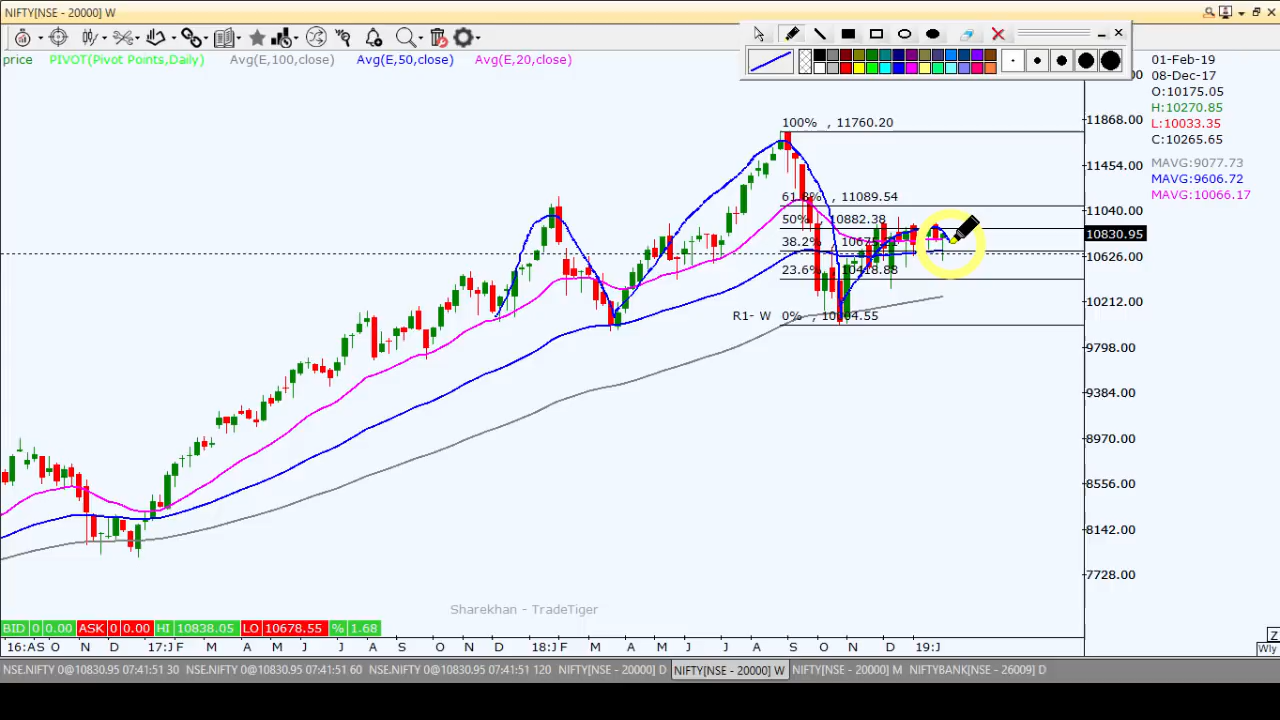 NIFTY[NSE - 20000] W
price PIVOT(Pivot Points,Daily) Avg(E,100,close) Avg(E,50,close) Avg(E,20,close)
01-Feb-19
08-Dec-17
O:10175.05
H:10270.85
L:10033.35
C:10265.65
MAVG:9077.73
MAVG:9606.72
MAVG:10066.17
100% , 11760.20
61.8% , 11089.54
50% , 10882.38
38.2%
23.6% , 10418.88
R1- W 0%
11868.00
11454.00
11040.00
10830.95
10626.00
10212.00
9798.00
9384.00
8970.00
8556.00
8142.00
7728.00
Sharekhan - TradeTiger
BID 0 0.00 ASK 0 0.00 HI 10838.05 LO 10678.55 % 1.68
16:AS O N D 17:J F M A M J J A S O N D 18:J F M A M J J A S O N D 19:J
Z
Wly
NSE.NIFTY 0@10830.95 07:41:51 30 NSE.NIFTY 0@10830.95 07:41:51 60 NSE.NIFTY 0@10830.95 07:41:51 120 NIFTY[NSE - 20000] D NIFTY[NSE - 20000] W NIFTY[NSE - 20000] M NIFTYBANK[NSE - 26009] D